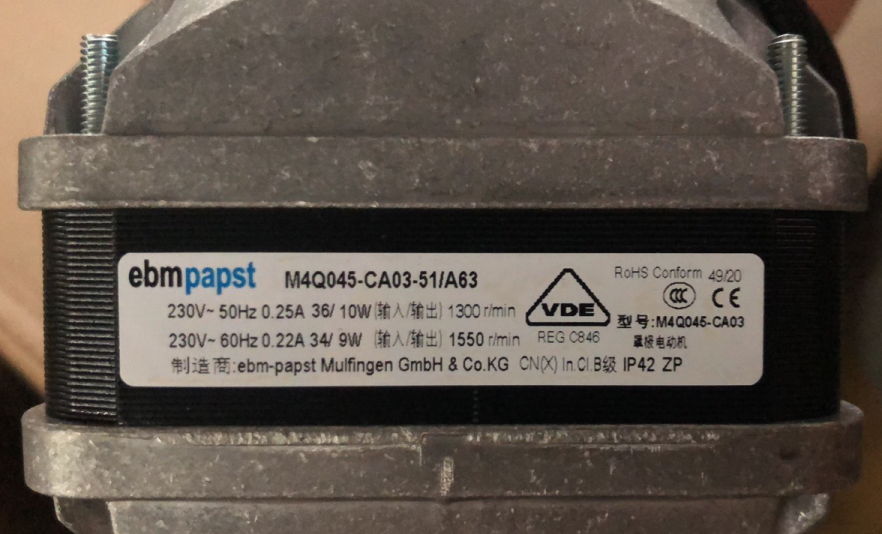 ebmpapst M4Q045-CA03-51/A63
230V~ 50Hz 0.25A 36/ 10W (输入/输出) 1300 r/min
230V~ 60Hz 0.22A 34/ 9W (输入/输出) 1550 r/min
制造商:ebm-papst Mulfingen GmbH & Co.KG CN(X) In.Cl.B级 IP42 ZP
VDE
REG C846
RoHS Conform 49/20
CCC CE
型号:M4Q045-CA03
罩极电动机